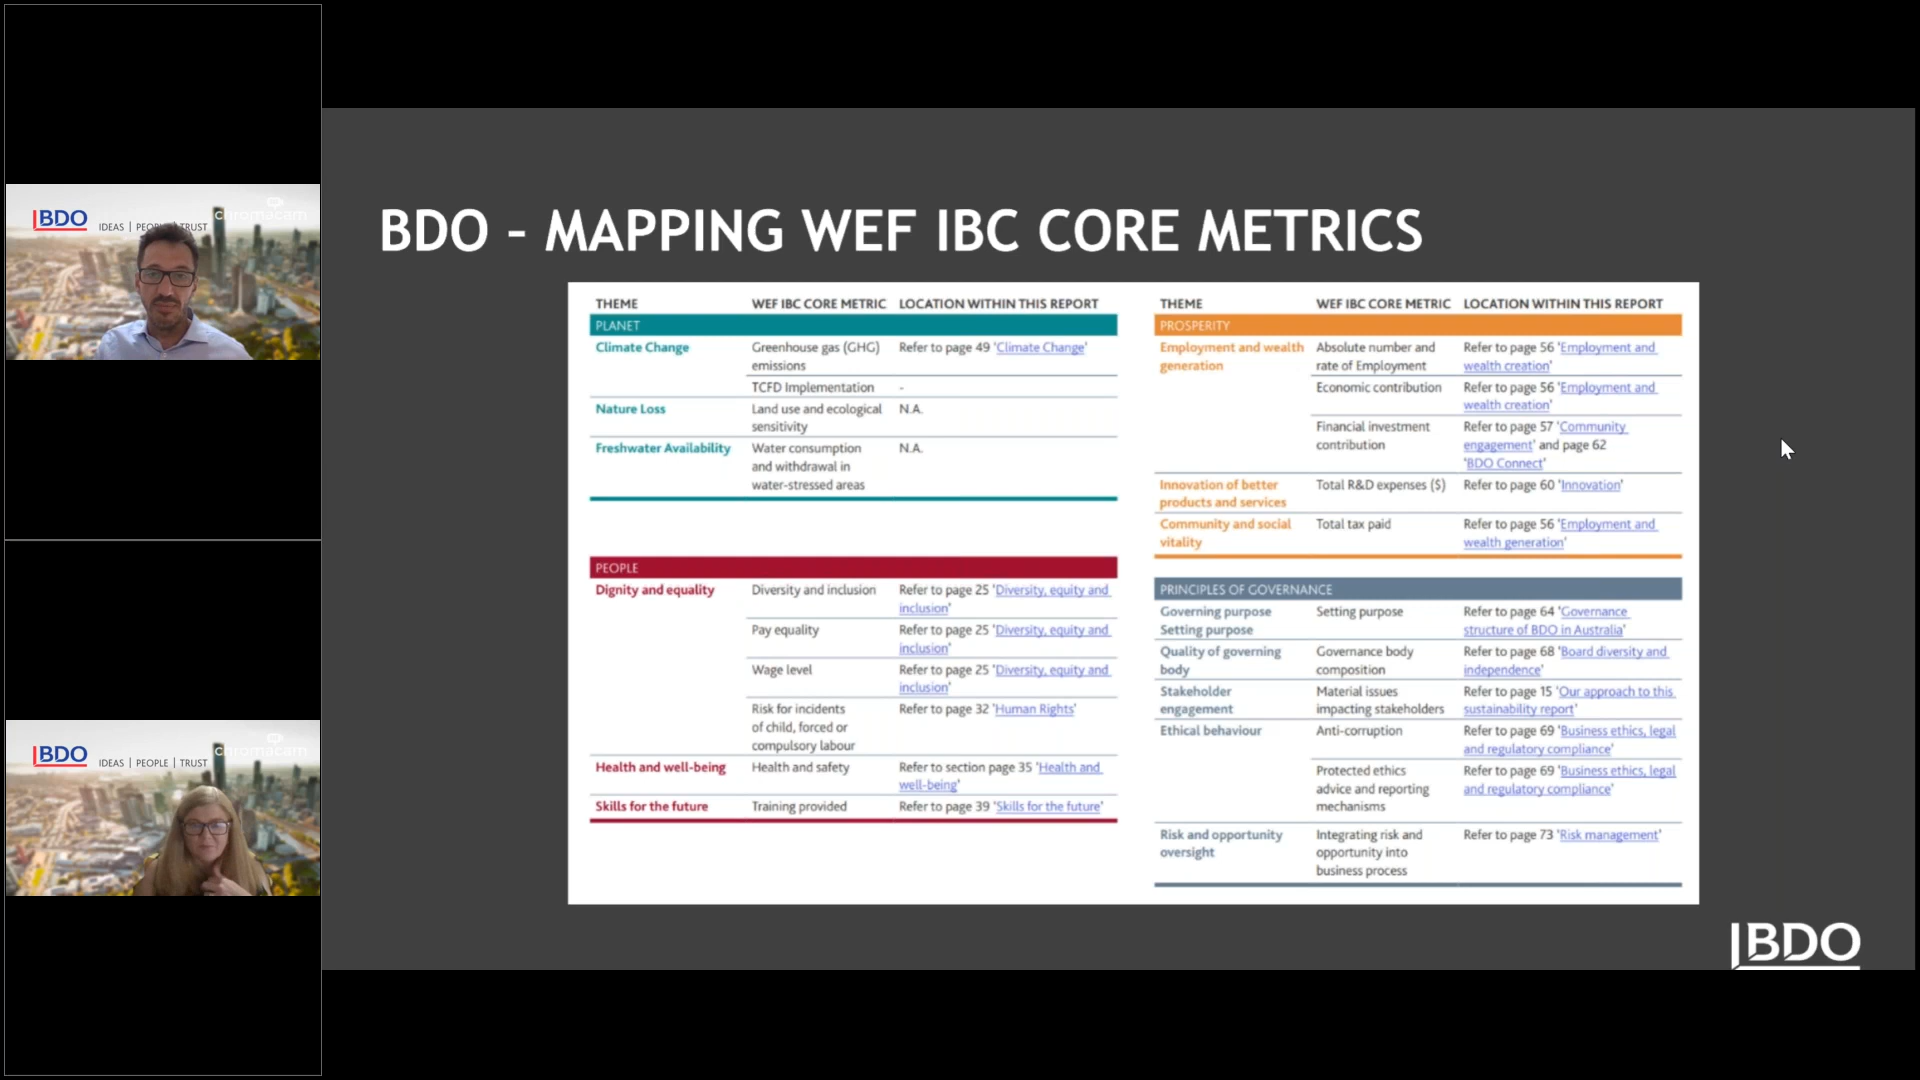 BDO
IDEAS | PEOPLE | TRUST
chromacam
BDO
IDEAS | PEOPLE | TRUST
chromacam
BDO - MAPPING WEF IBC CORE METRICS
THEME WEF IBC CORE METRIC LOCATION WITHIN THIS REPORT
PLANET
Climate Change Greenhouse gas (GHG) Refer to page 49 'Climate Change'
emissions
TCFD Implementation -
Nature Loss Land use and ecological N.A.
sensitivity
Freshwater Availability Water consumption N.A.
and withdrawal in
water-stressed areas
PEOPLE
Dignity and equality Diversity and inclusion Refer to page 25 'Diversity, equity and
inclusion'
Pay equality Refer to page 25 'Diversity, equity and
inclusion'
Wage level Refer to page 25 'Diversity, equity and
inclusion'
Risk for incidents Refer to page 32 'Human Rights'
of child, forced or
compulsory labour
Health and well-being Health and safety Refer to section page 35 'Health and
well-being'
Skills for the future Training provided Refer to page 39 'Skills for the future'
THEME WEF IBC CORE METRIC LOCATION WITHIN THIS REPORT
PROSPERITY
Employment and wealth Absolute number and Refer to page 56 'Employment and
generation rate of Employment wealth creation'
Economic contribution Refer to page 56 'Employment and
wealth creation'
Financial investment Refer to page 57 'Community
contribution engagement' and page 62
'BDO Connect'
Innovation of better Total R&D expenses ($) Refer to page 60 'Innovation'
products and services
Community and social Total tax paid Refer to page 56 'Employment and
vitality wealth generation'
PRINCIPLES OF GOVERNANCE
Governing purpose Setting purpose Refer to page 64 'Governance
Setting purpose structure of BDO in Australia'
Quality of governing Governance body Refer to page 68 'Board diversity and
body composition independence'
Stakeholder Material issues Refer to page 15 'Our approach to this
engagement impacting stakeholders sustainability report'
Ethical behaviour Anti-corruption Refer to page 69 'Business ethics, legal
and regulatory compliance'
Protected ethics Refer to page 69 'Business ethics, legal
advice and reporting and regulatory compliance'
mechanisms
Risk and opportunity Integrating risk and Refer to page 73 'Risk management'
oversight opportunity into
business process
BDO